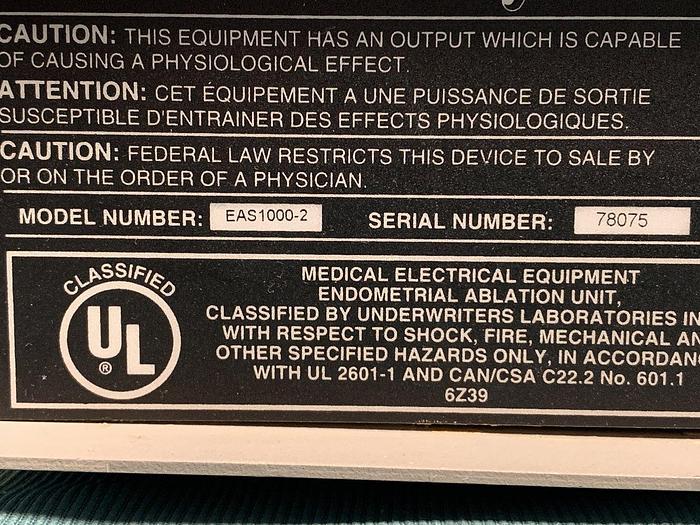 CAUTION: THIS EQUIPMENT HAS AN OUTPUT WHICH IS CAPABLE
OF CAUSING A PHYSIOLOGICAL EFFECT.
ATTENTION: CET ÉQUIPEMENT A UNE PUISSANCE DE SORTIE
SUSCEPTIBLE D'ENTRAINER DES EFFECTS PHYSIOLOGIQUES.
CAUTION: FEDERAL LAW RESTRICTS THIS DEVICE TO SALE BY
OR ON THE ORDER OF A PHYSICIAN.
MODEL NUMBER: EAS1000-2 SERIAL NUMBER: 78075
CLASSIFIED
UL
®
MEDICAL ELECTRICAL EQUIPMENT
ENDOMETRIAL ABLATION UNIT,
CLASSIFIED BY UNDERWRITERS LABORATORIES IN
WITH RESPECT TO SHOCK, FIRE, MECHANICAL AN
OTHER SPECIFIED HAZARDS ONLY, IN ACCORDAN
WITH UL 2601-1 AND CAN/CSA C22.2 No. 601.1
6Z39